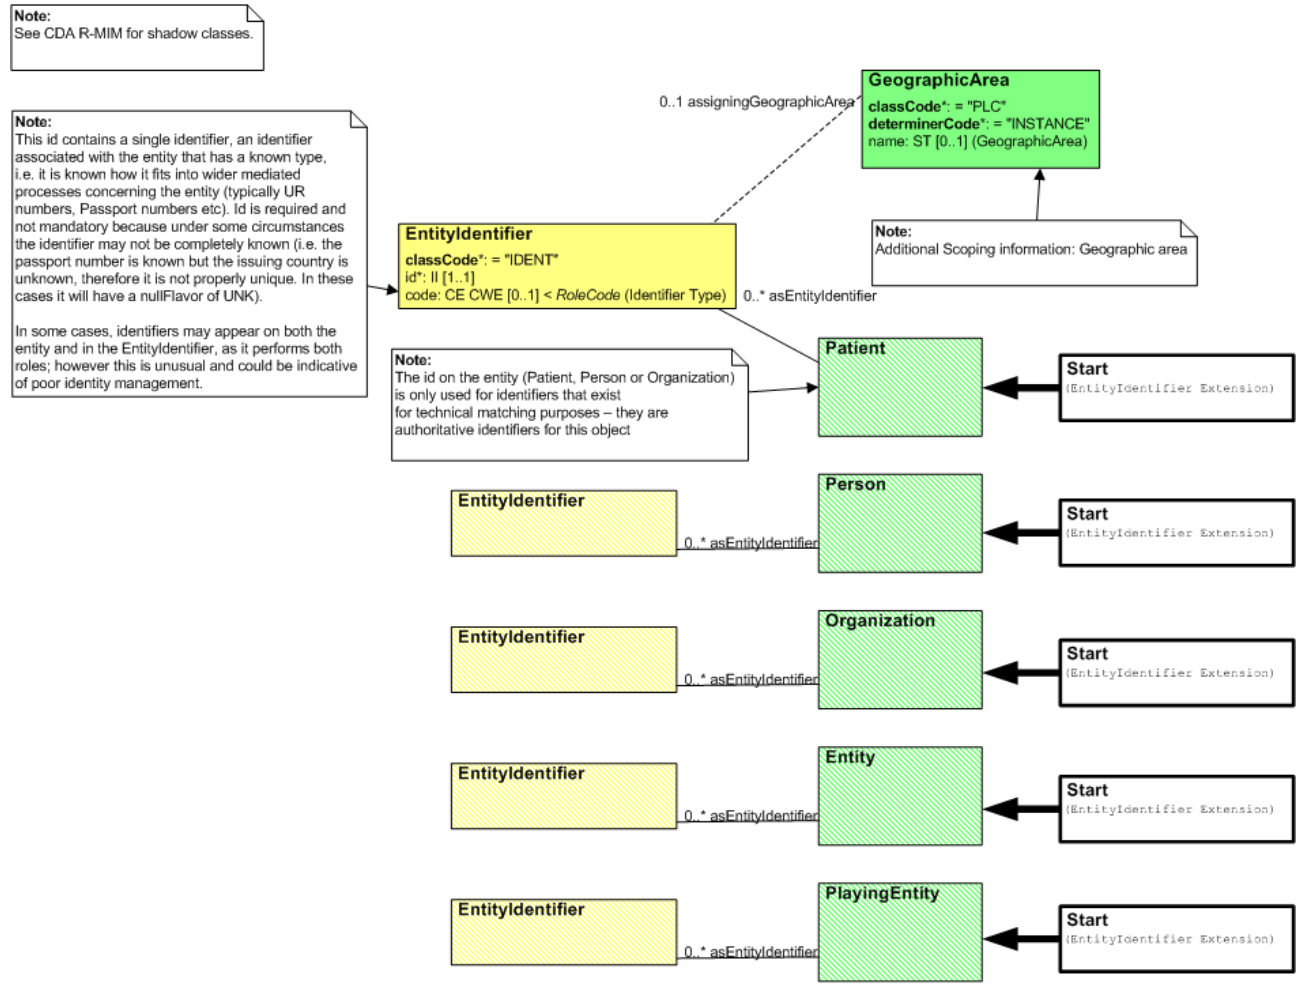 Note:
See CDA R-MIM for shadow classes.
Note:
This id contains a single identifier, an identifier
associated with the entity that has a known type,
i.e. it is known how it fits into wider mediated
processes concerning the entity (typically UR
numbers, Passport numbers etc). Id is required and
not mandatory because under some circumstances
the identifier may not be completely known (i.e. the
passport number is known but the issuing country is
unknown, therefore it is not properly unique. In these
cases it will have a nullFlavor of UNK).
In some cases, identifiers may appear on both the
entity and in the EntityIdentifier, as it performs both
roles; however this is unusual and could be indicative
of poor identity management.
0..1 assigningGeographicArea
GeographicArea
classCode*: = "PLC"
determinerCode*: = "INSTANCE"
name: ST [0..1] (GeographicArea)
Note:
Additional Scoping information: Geographic area
EntityIdentifier
classCode*: = "IDENT"
id*: II [1..1]
code: CE CWE [0..1] < RoleCode (Identifier Type)
0..* asEntityIdentifier
Note:
The id on the entity (Patient, Person or Organization)
is only used for identifiers that exist
for technical matching purposes – they are
authoritative identifiers for this object
Patient
Start
(EntityIdentifier Extension)
EntityIdentifier
0..* asEntityIdentifier
Person
Start
(EntityIdentifier Extension)
EntityIdentifier
0..* asEntityIdentifier
Organization
Start
(EntityIdentifier Extension)
EntityIdentifier
0..* asEntityIdentifier
Entity
Start
(EntityIdentifier Extension)
EntityIdentifier
0..* asEntityIdentifier
PlayingEntity
Start
(EntityIdentifier Extension)